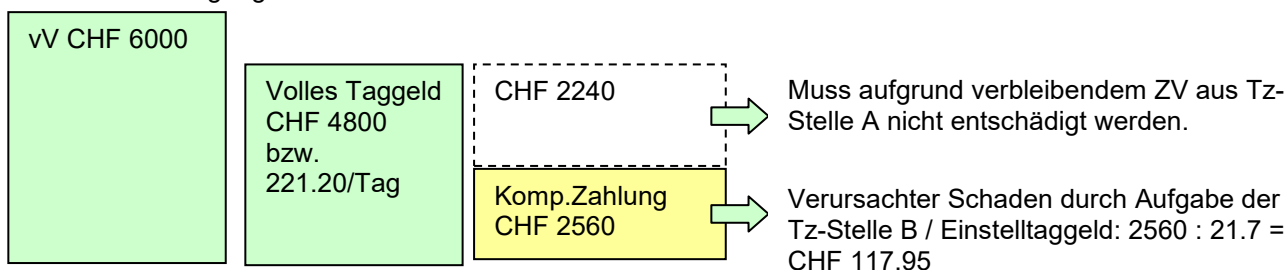 vV CHF 6000
Volles Taggeld
CHF 4800
bzw.
221.20/Tag
CHF 2240
Muss aufgrund verbleibendem ZV aus Tz-
Stelle A nicht entschädigt werden.
Komp.Zahlung
CHF 2560
Verursachter Schaden durch Aufgabe der
Tz-Stelle B / Einstelltaggeld: 2560 : 21.7 =
CHF 117.95